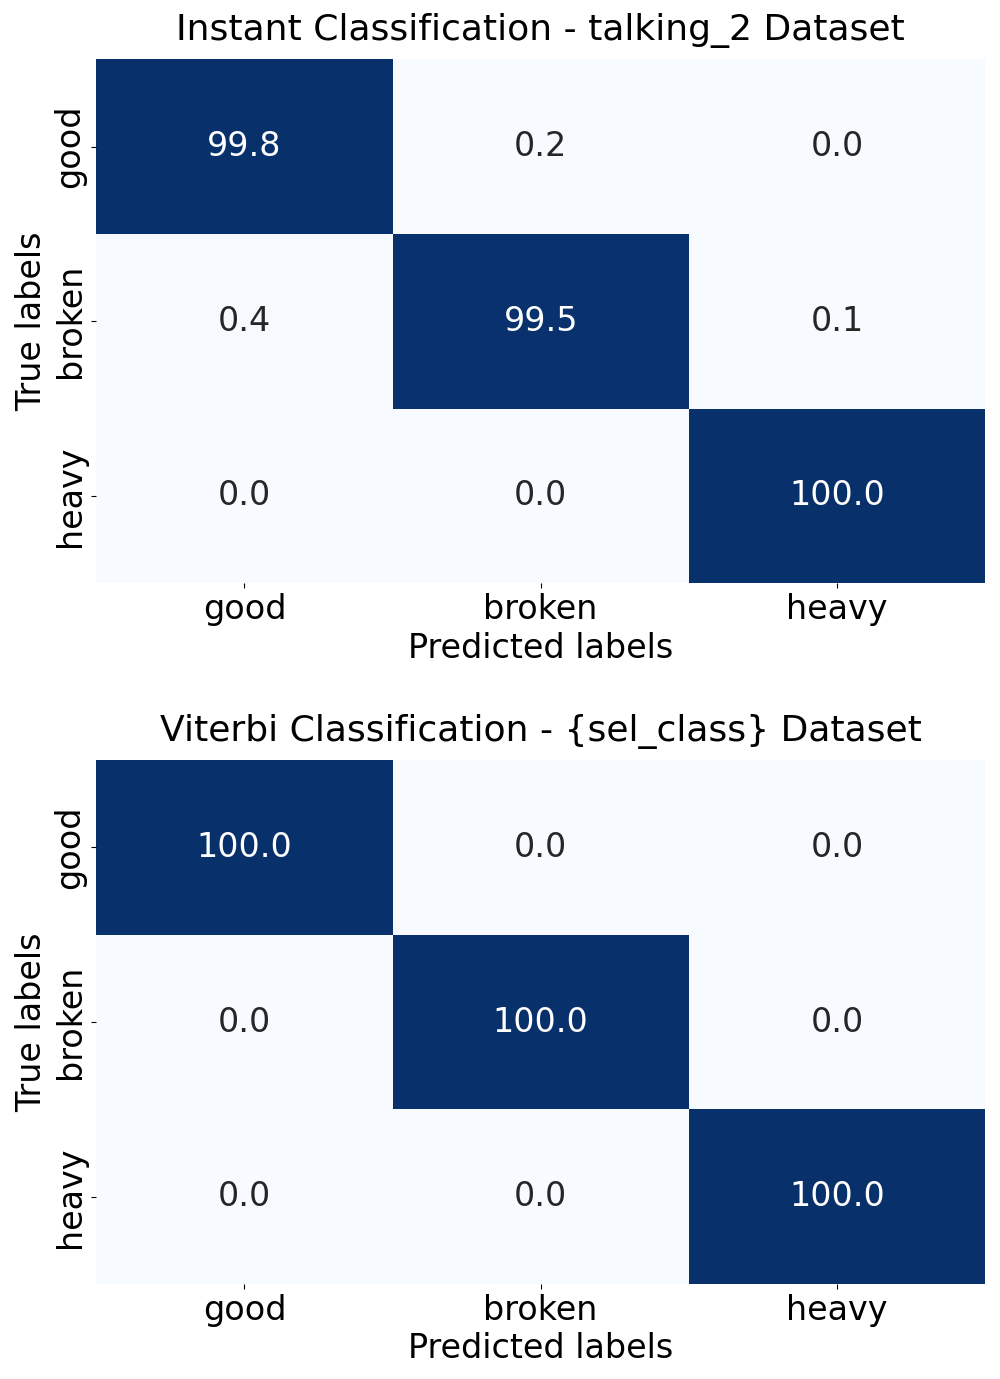 Instant Classification - talking_2 Dataset
True labels
good
99.8 0.2 0.0
broken
0.4 99.5 0.1
heavy
0.0 0.0 100.0
good broken heavy
Predicted labels
Viterbi Classification - {sel_class} Dataset
True labels
good
100.0 0.0 0.0
broken
0.0 100.0 0.0
heavy
0.0 0.0 100.0
good broken heavy
Predicted labels